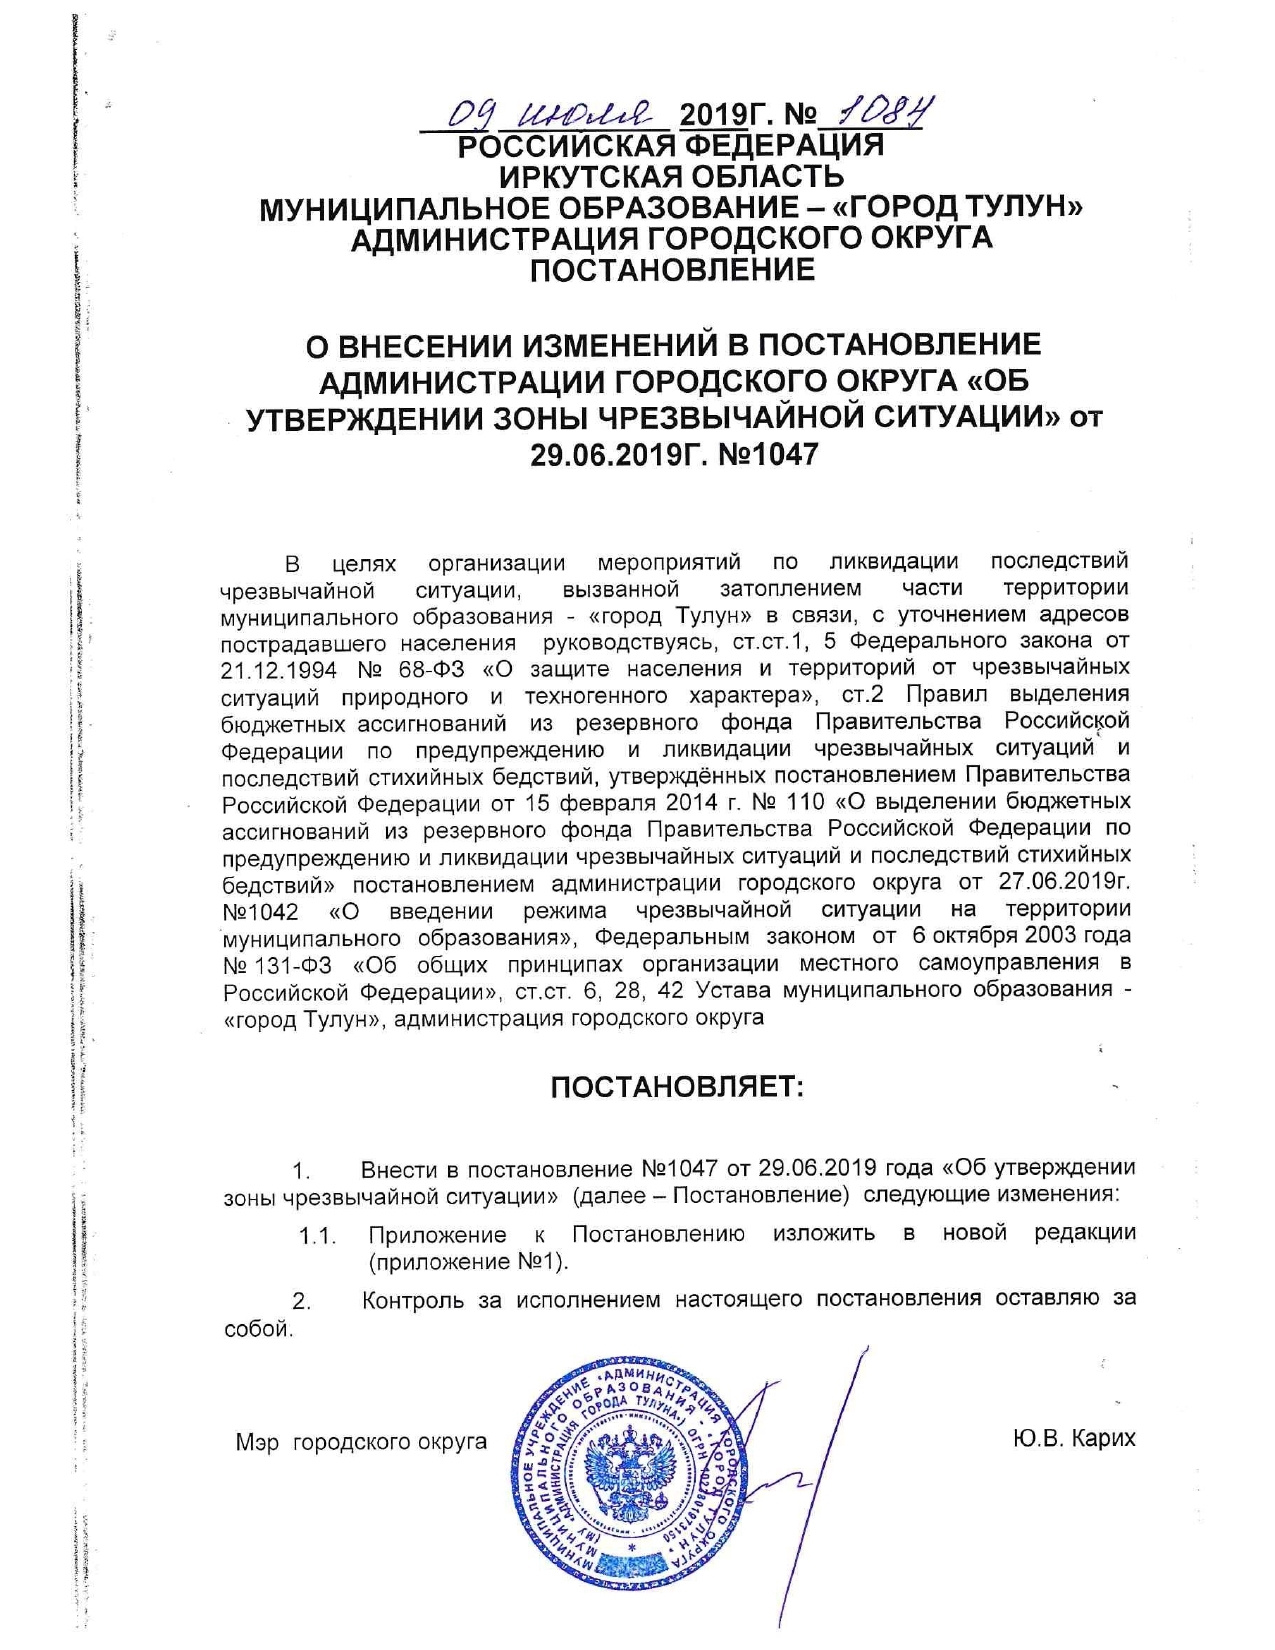 09 июля 2019Г. № 1084
РОССИЙСКАЯ ФЕДЕРАЦИЯ
ИРКУТСКАЯ ОБЛАСТЬ
МУНИЦИПАЛЬНОЕ ОБРАЗОВАНИЕ – «ГОРОД ТУЛУН»
АДМИНИСТРАЦИЯ ГОРОДСКОГО ОКРУГА
ПОСТАНОВЛЕНИЕ
О ВНЕСЕНИИ ИЗМЕНЕНИЙ В ПОСТАНОВЛЕНИЕ
АДМИНИСТРАЦИИ ГОРОДСКОГО ОКРУГА «ОБ
УТВЕРЖДЕНИИ ЗОНЫ ЧРЕЗВЫЧАЙНОЙ СИТУАЦИИ» от
29.06.2019Г. №1047
В целях организации мероприятий по ликвидации последствий
чрезвычайной ситуации, вызванной затоплением части территории
муниципального образования - «город Тулун» в связи, с уточнением адресов
пострадавшего населения руководствуясь, ст.ст.1, 5 Федерального закона от
21.12.1994 № 68-ФЗ «О защите населения и территорий от чрезвычайных
ситуаций природного и техногенного характера», ст.2 Правил выделения
бюджетных ассигнований из резервного фонда Правительства Российской
Федерации по предупреждению и ликвидации чрезвычайных ситуаций и
последствий стихийных бедствий, утверждённых постановлением Правительства
Российской Федерации от 15 февраля 2014 г. № 110 «О выделении бюджетных
ассигнований из резервного фонда Правительства Российской Федерации по
предупреждению и ликвидации чрезвычайных ситуаций и последствий стихийных
бедствий» постановлением администрации городского округа от 27.06.2019г.
№1042 «О введении режима чрезвычайной ситуации на территории
муниципального образования», Федеральным законом от 6 октября 2003 года
№ 131-ФЗ «Об общих принципах организации местного самоуправления в
Российской Федерации», ст.ст. 6, 28, 42 Устава муниципального образования -
«город Тулун», администрация городского округа
ПОСТАНОВЛЯЕТ:
1. Внести в постановление №1047 от 29.06.2019 года «Об утверждении
зоны чрезвычайной ситуации» (далее – Постановление) следующие изменения:
1.1. Приложение к Постановлению изложить в новой редакции
(приложение №1).
2. Контроль за исполнением настоящего постановления оставляю за
собой.
Мэр городского округа Ю.В. Карих
МУНИЦИПАЛЬНОЕ УЧРЕЖДЕНИЕ «АДМИНИСТРАЦИЯ ГОРОДСКОГО ОКРУГА
МУНИЦИПАЛЬНОГО ОБРАЗОВАНИЯ - «ГОРОД ТУЛУН»
(МУ «АДМИНИСТРАЦИЯ ГОРОДА ТУЛУНА») ОГРН